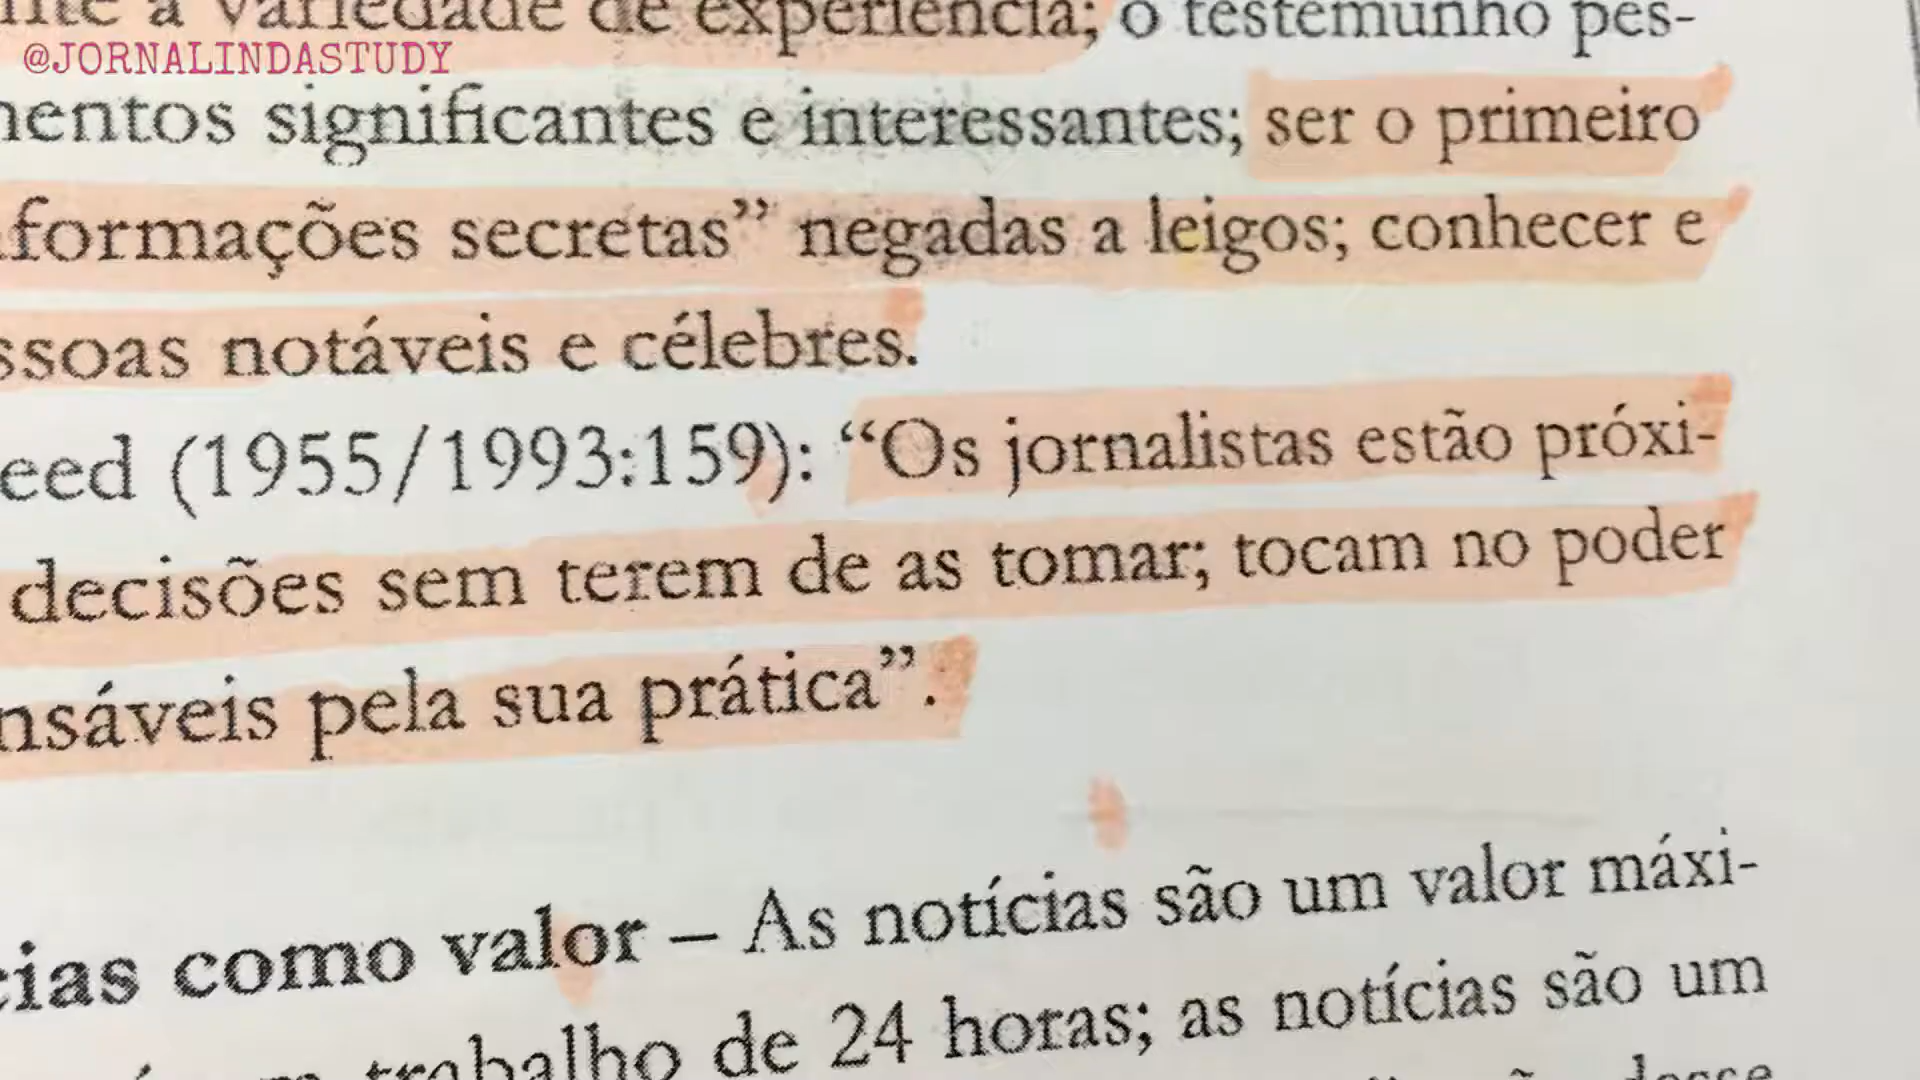 a variedade de experiência; o testemunho pes-
@JORNALINDASTUDY
mentos significantes e interessantes; ser o primeiro
formações secretas” negadas a leigos; conhecer e
ssoas notáveis e célebres.
eed (1955/1993:159): “Os jornalistas estão próxi-
decisões sem terem de as tomar; tocam no poder
nsáveis pela sua prática”.
cias como valor – As notícias são um valor máxi-
trabalho de 24 horas; as notícias são um
desse